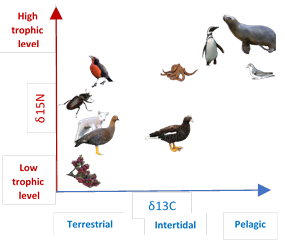 High
trophic
level
δ15N
Low
trophic
level
δ13C
Terrestrial
Intertidal
Pelagic